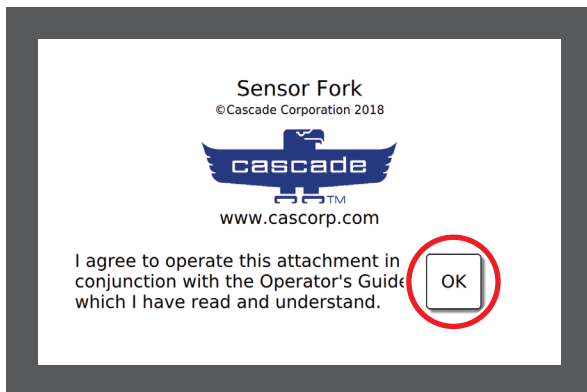 Sensor Fork
©Cascade Corporation 2018
cascade
TM
www.cascorp.com
I agree to operate this attachment in
conjunction with the Operator's Guide
which I have read and understand.
OK